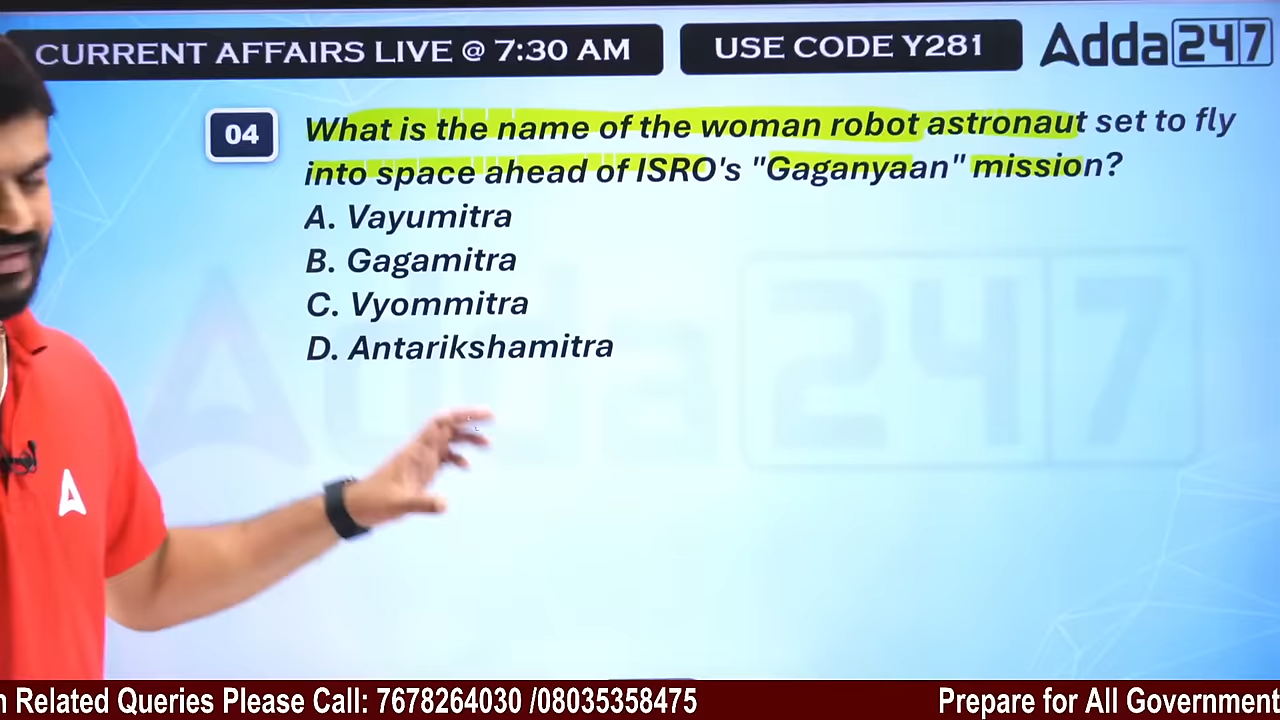 CURRENT AFFAIRS LIVE @ 7:30 AM
USE CODE Y281
Adda247
04
What is the name of the woman robot astronaut set to fly
into space ahead of ISRO's "Gaganyaan" mission?
A. Vayumitra
B. Gagamitra
C. Vyommitra
D. Antarikshamitra
Adda247
n Related Queries Please Call: 7678264030 /08035358475
Prepare for All Government